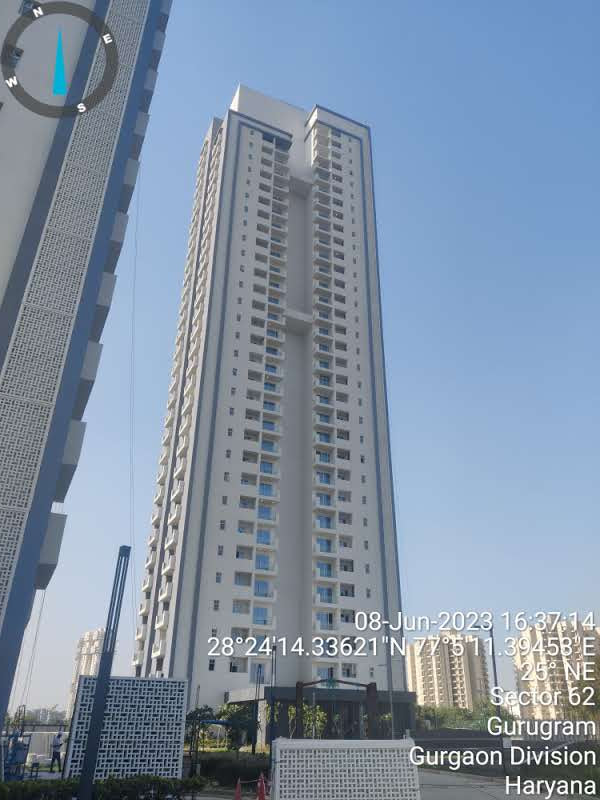 N
E
W
S
08-Jun-2023 16:37:14
28°24'14.33621"N 77°5'11.39453"E
25° NE
Sector 62
Gurugram
Gurgaon Division
Haryana